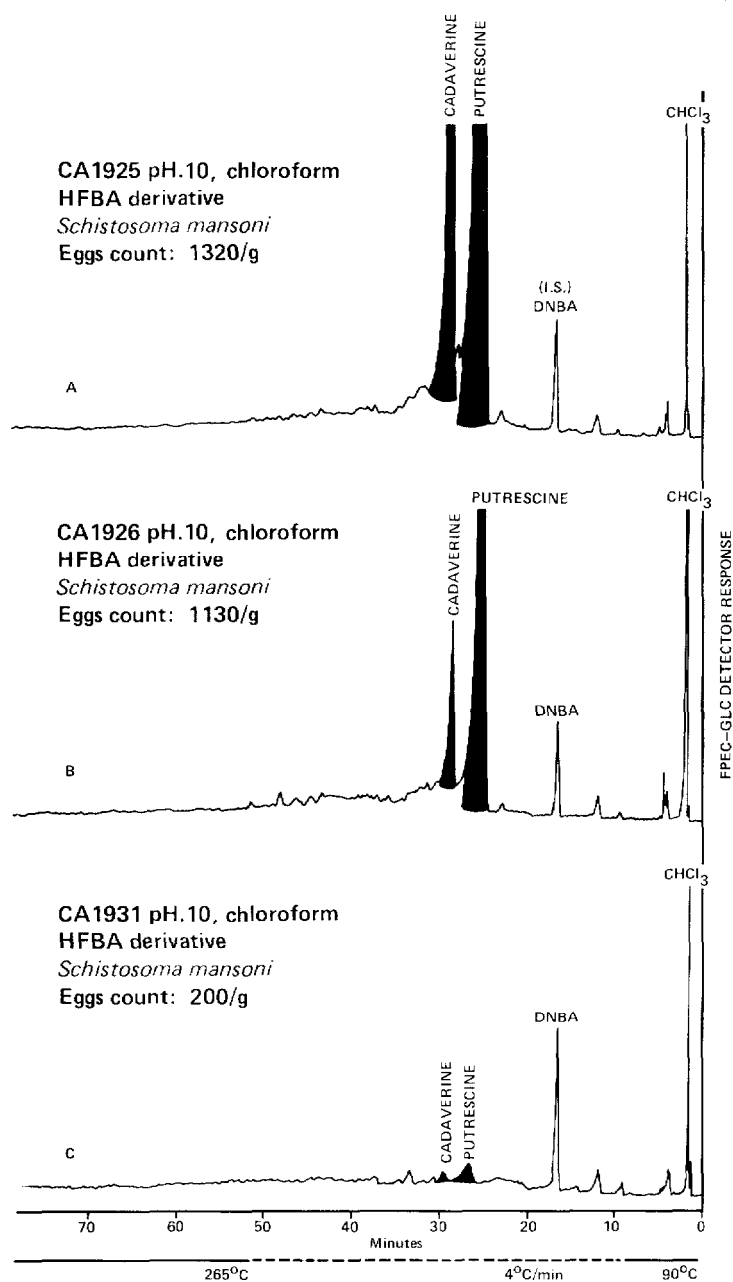 CADAVERINE
PUTRESCINE
CHCl3
CA1925 pH.10, chloroform
HFBA derivative
Schistosoma mansoni
Eggs count: 1320/g
(I.S.)
DNBA
A
PUTRESCINE
CHCl3
CADAVERINE
CA1926 pH.10, chloroform
HFBA derivative
Schistosoma mansoni
Eggs count: 1130/g
DNBA
B
FPEC-GLC DETECTOR RESPONSE
CHCl3
CA1931 pH.10, chloroform
HFBA derivative
Schistosoma mansoni
Eggs count: 200/g
DNBA
CADAVERINE
PUTRESCINE
C
70 60 50 40 30 20 10 0
Minutes
265°C 4°C/min 90°C